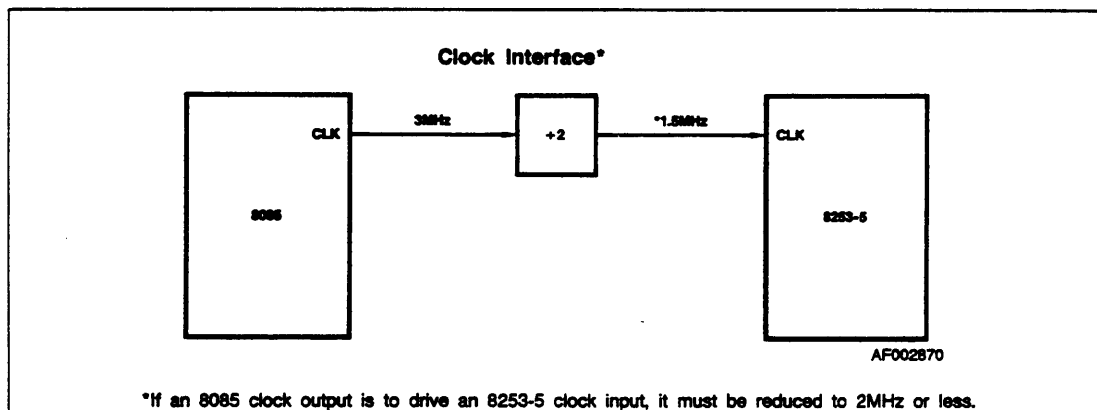 Clock Interface*
CLK
3MHz
÷2
*1.5MHz
CLK
8085
8253-5
AF002870
*If an 8085 clock output is to drive an 8253-5 clock input, it must be reduced to 2MHz or less.